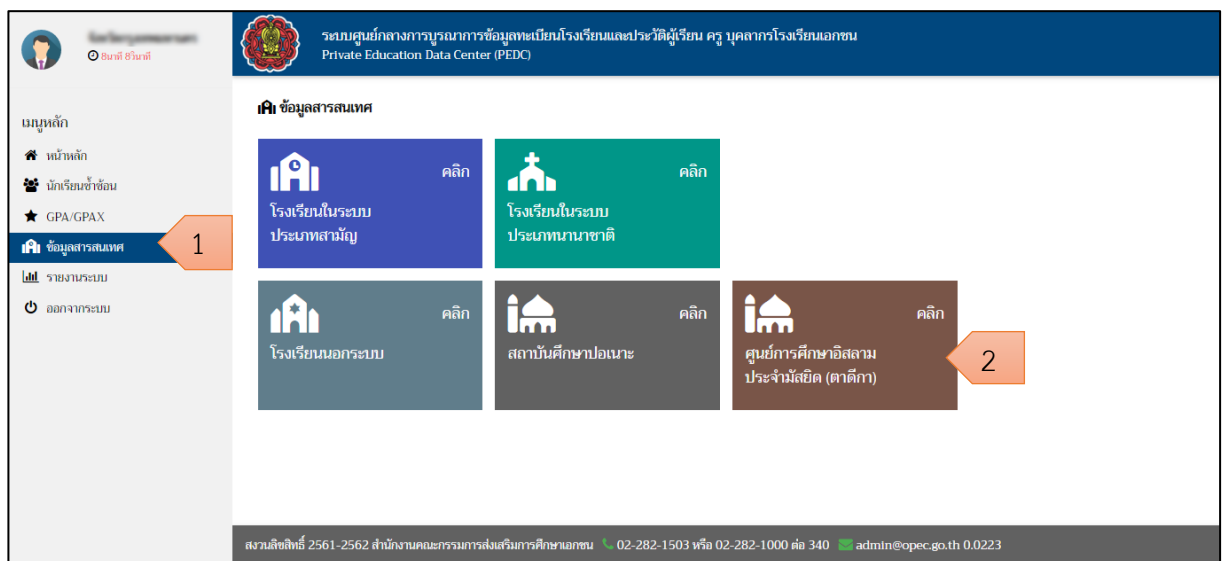 8นาที 8วินาที
ระบบศูนย์กลางการบูรณาการข้อมูลทะเบียนโรงเรียนและประวัติผู้เรียน ครู บุคลากรโรงเรียนเอกชน
Private Education Data Center (PEDC)
เมนูหลัก
หน้าหลัก
นักเรียนซ้ำซ้อน
GPA/GPAX
ข้อมูลสารสนเทศ
1
รายงานระบบ
ออกจากระบบ
ข้อมูลสารสนเทศ
คลิก
โรงเรียนในระบบ
ประเภทสามัญ
คลิก
โรงเรียนในระบบ
ประเภทนานาชาติ
คลิก
โรงเรียนนอกระบบ
คลิก
สถาบันศึกษาปอเนาะ
คลิก
ศูนย์การศึกษาอิสลาม
ประจำมัสยิด (ตาดีกา)
2
สงวนลิขสิทธิ์ 2561-2562 สำนักงานคณะกรรมการส่งเสริมการศึกษาเอกชน 02-282-1503 หรือ 02-282-1000 ต่อ 340 admin@opec.go.th 0.0223